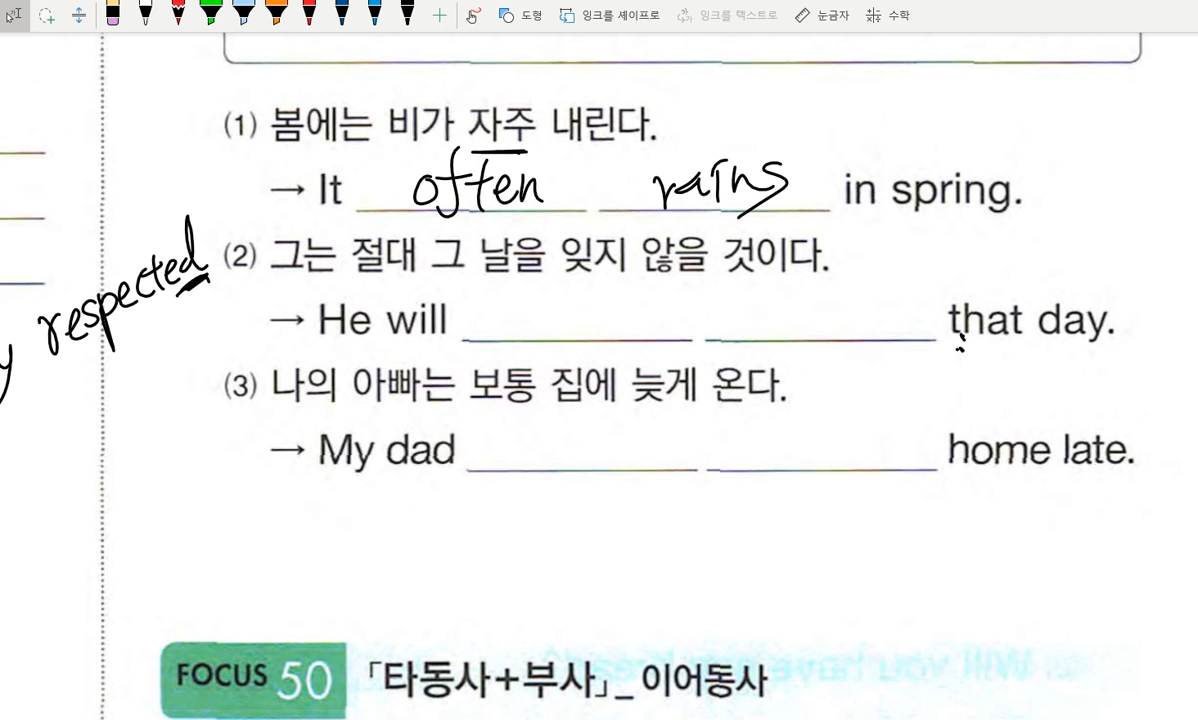 도형 잉크를 셰이프로 잉크를 텍스트로 눈금자 수학
(1) 봄에는 비가 자주 내린다.
→ It often rains in spring.
(2) 그는 절대 그 날을 잊지 않을 것이다.
respected
→ He will ____ ____ that day.
(3) 나의 아빠는 보통 집에 늦게 온다.
→ My dad ____ ____ home late.
FOCUS 50 「타동사+부사」_ 이어동사